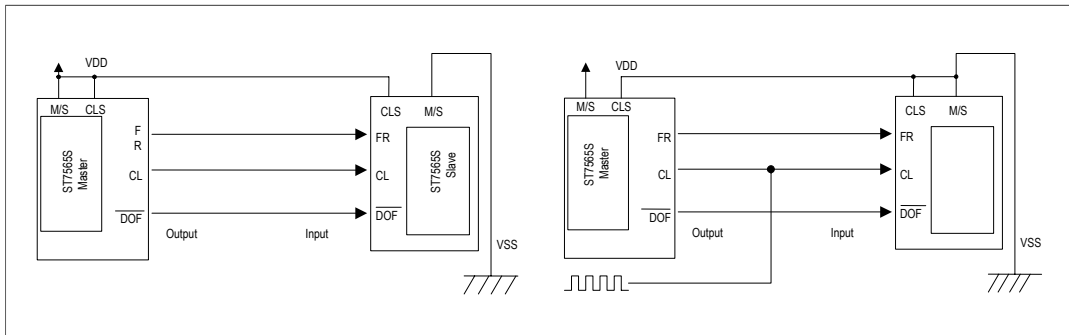 VDD
M/S CLS
ST7565S
Master
F
R
CL
DOF
Output
Input
CLS M/S
FR
CL
DOF
ST7565S
Slave
VSS
VDD
M/S CLS
ST7565S
Master
FR
CL
DOF
Output
Input
CLS M/S
FR
CL
DOF
VSS